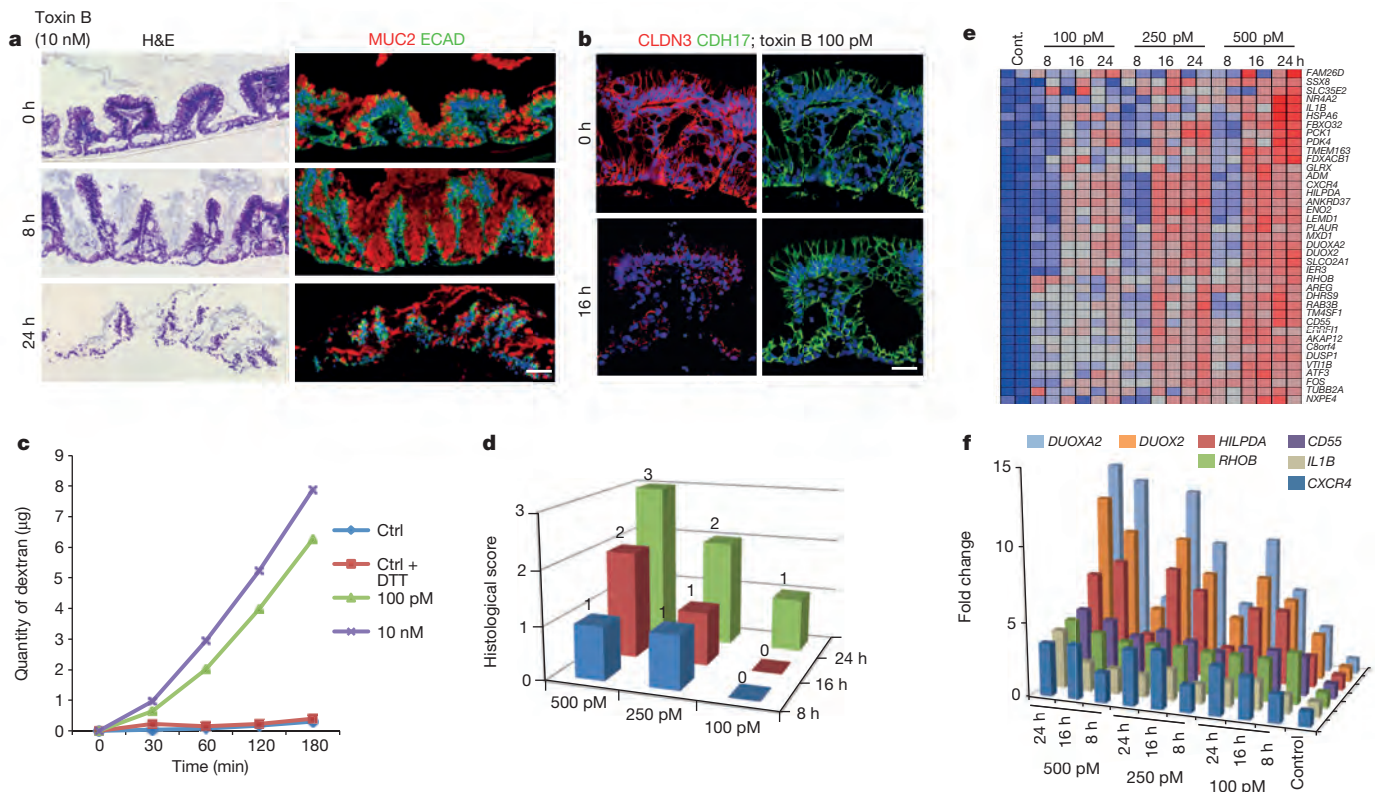 Toxin B
(10 nM)
a
H&E
MUC2 ECAD
0 h
8 h
24 h
b
CLDN3 CDH17; toxin B 100 pM
0 h
16 h
e
Cont.
100 pM
250 pM
500 pM
8
16
24
8
16
24
8
16
24 h
FAM26D
SSX8
SLC35E2
NR4A2
IL1B
HSPA6
FBXO32
PCK1
PDK4
TMEM163
FDXACB1
GLRX
ADM
CXCR4
HILPDA
ANKRD37
ENO2
LEMD1
PLAUR
MXD1
DUOXA2
DUOX2
SLCO2A1
IER3
RHOB
AREG
DHRS9
RAB3B
TM4SF1
CD55
ERRFI1
AKAP12
C8orf4
DUSP1
VTI1B
ATF3
FOS
TUBB2A
NXPE4
c
Quantity of dextran (µg)
9
8
7
6
5
4
3
2
1
0
0
30
60
120
180
Time (min)
Ctrl
Ctrl +
DTT
100 pM
10 nM
d
Histological score
3
2
1
0
3
2
2
1
1
1
1
0
0
500 pM
250 pM
100 pM
8 h
16 h
24 h
f
DUOXA2
DUOX2
HILPDA
CD55
RHOB
IL1B
CXCR4
Fold change
15
10
5
0
24 h
16 h
8 h
24 h
16 h
8 h
24 h
16 h
8 h
Control
500 pM
250 pM
100 pM